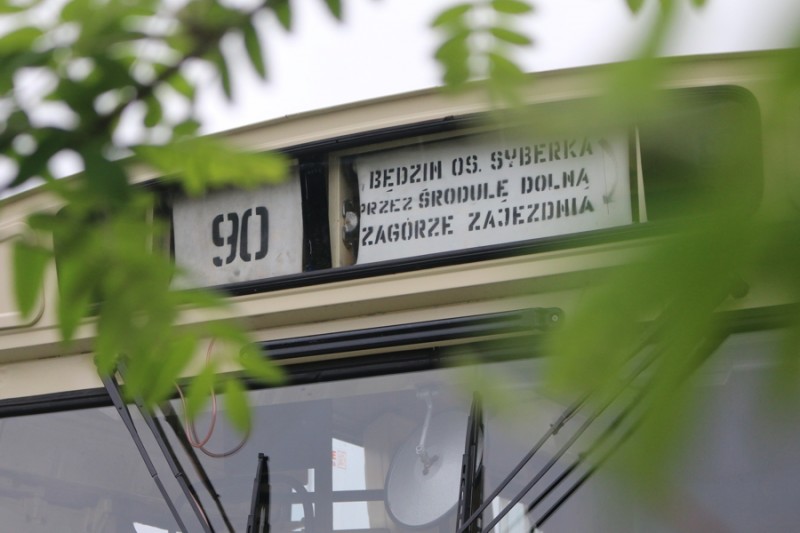 90
BĘDZIN OS. SYBERKA
PRZEZ ŚRODULĘ DOLNĄ
ZAGÓRZE ZAJEZDNIA